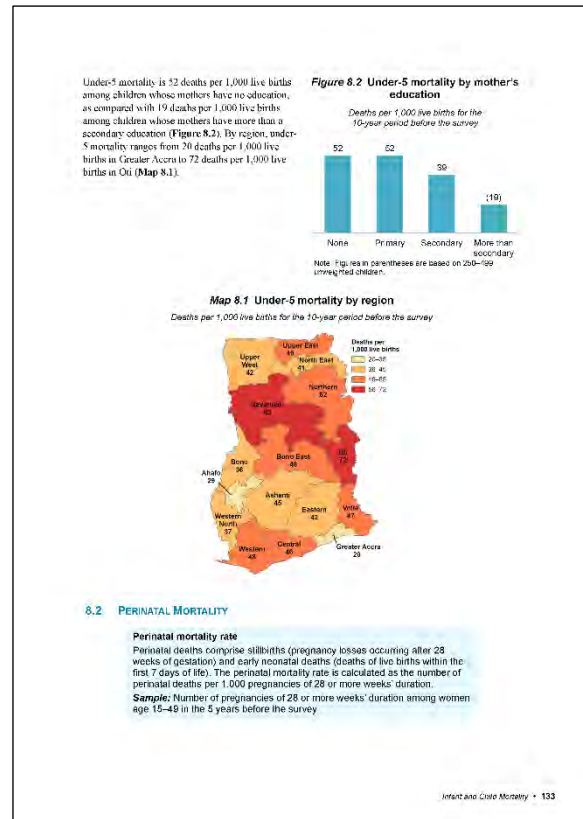 Under-5 mortality is 52 deaths per 1,000 live births
among children whose mothers have no education,
as compared with 19 deaths per 1,000 live births
among children whose mothers have more than a
secondary education (Figure 8.2). By region, under-
5 mortality ranges from 20 deaths per 1,000 live
births in Greater Accra to 72 deaths per 1,000 live
births in Oti (Map 8.1).
Figure 8.2 Under-5 mortality by mother's
education
Deaths per 1,000 live births for the
10-year period before the survey
52 52 39 (19)
None Primary Secondary More than
secondary
Note: Figures in parentheses are based on 250–499
unweighted children.
Map 8.1 Under-5 mortality by region
Deaths per 1,000 live births for the 10-year period before the survey
Deaths per
1,000 live births
Upper East
Upper
West
42
North East
41
Northern
Savannah
Oti
72
Bono East
Bono
Ahafo
29
Ashanti
45
Eastern
Volta
Western
North
37
Western
Central
Greater Accra
20
8.2 PERINATAL MORTALITY
Perinatal mortality rate
Perinatal deaths comprise stillbirths (pregnancy losses occurring after 28
weeks of gestation) and early neonatal deaths (deaths of live births within the
first 7 days of life). The perinatal mortality rate is calculated as the number of
perinatal deaths per 1,000 pregnancies of 28 or more weeks' duration.
Sample: Number of pregnancies of 28 or more weeks' duration among women
age 15–49 in the 5 years before the survey
Infant and Child Mortality • 133